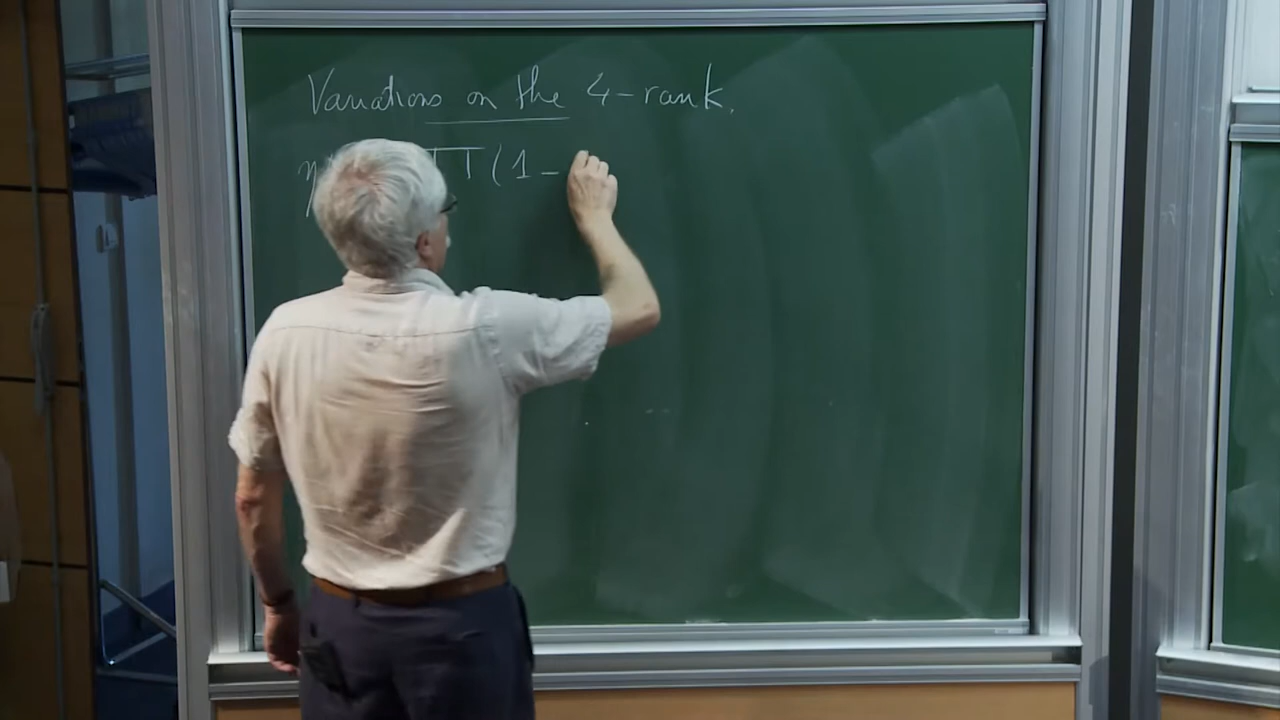 Variations on the 4-rank.
η ∏ (1 -